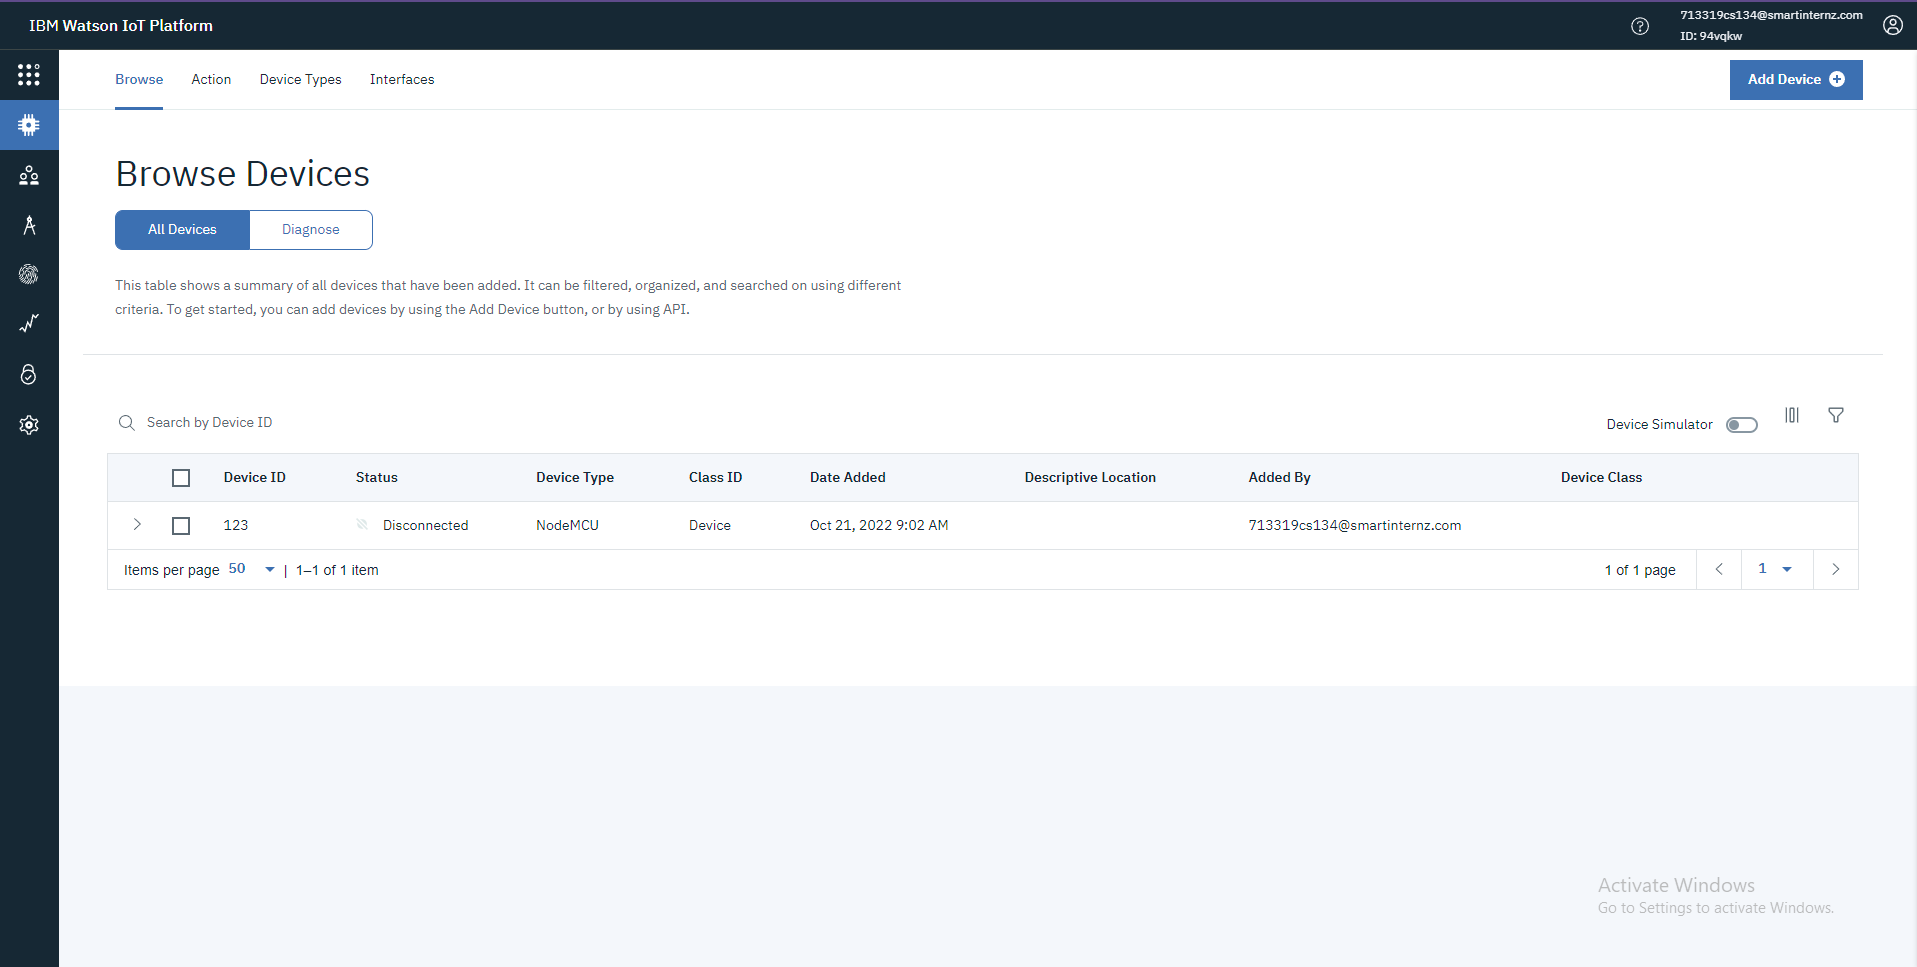 IBM Watson IoT Platform
713319cs134@smartinternz.com
ID: 94vqkw
Browse Action Device Types Interfaces
Add Device
Browse Devices
All Devices Diagnose
This table shows a summary of all devices that have been added. It can be filtered, organized, and searched on using different
criteria. To get started, you can add devices by using the Add Device button, or by using API.
Search by Device ID
Device Simulator
Device ID Status Device Type Class ID Date Added Descriptive Location Added By Device Class
123 Disconnected NodeMCU Device Oct 21, 2022 9:02 AM 713319cs134@smartinternz.com
Items per page 50 | 1–1 of 1 item 1 of 1 page 1
Activate Windows
Go to Settings to activate Windows.